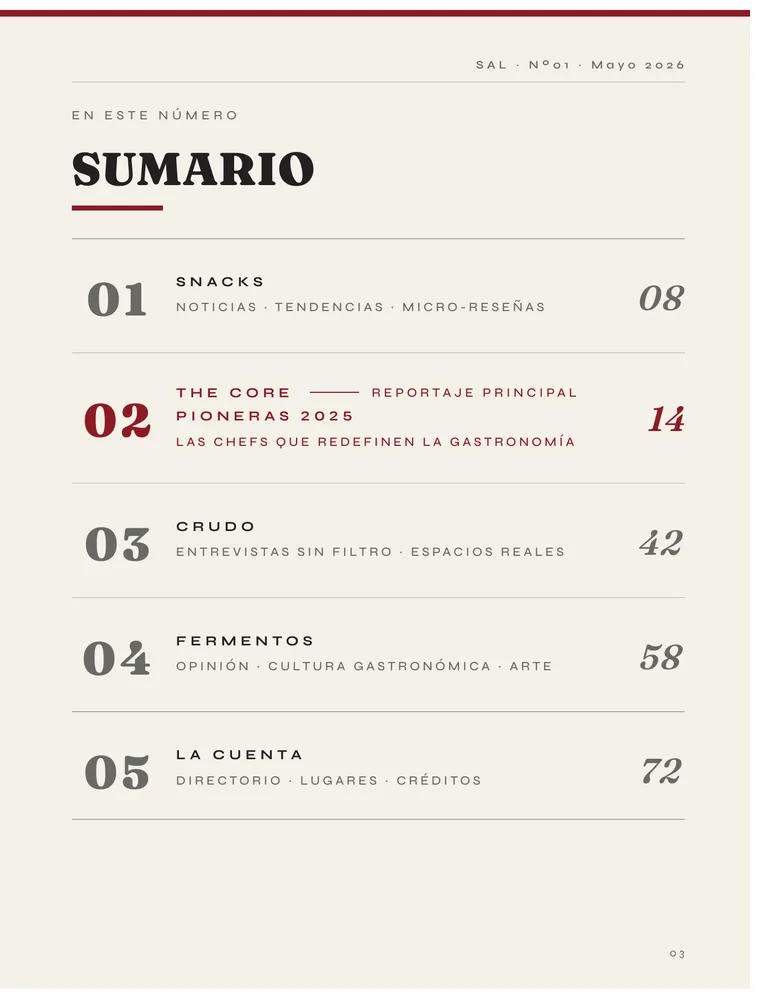 SAL · Nº01 · Mayo 2026
EN ESTE NÚMERO
SUMARIO
01 SNACKS
NOTICIAS · TENDENCIAS · MICRO-RESEÑAS 08
THE CORE —— REPORTAJE PRINCIPAL
02 PIONERAS 2025 14
LAS CHEFS QUE REDEFINEN LA GASTRONOMÍA
03 CRUDO
ENTREVISTAS SIN FILTRO · ESPACIOS REALES 42
04 FERMENTOS
OPINIÓN · CULTURA GASTRONÓMICA · ARTE 58
05 LA CUENTA
DIRECTORIO · LUGARES · CRÉDITOS 72
03